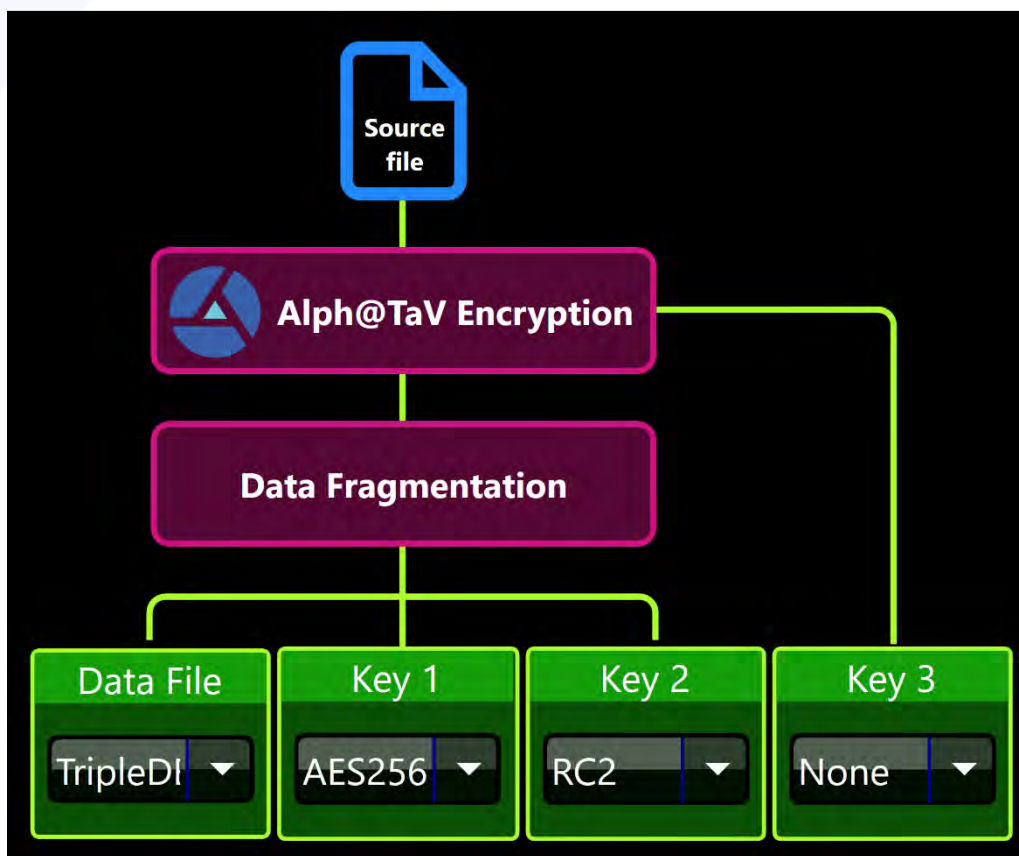 Source
file
Alph@TaV Encryption
Data Fragmentation
Data File
Key 1
Key 2
Key 3
AES256
RC2
None